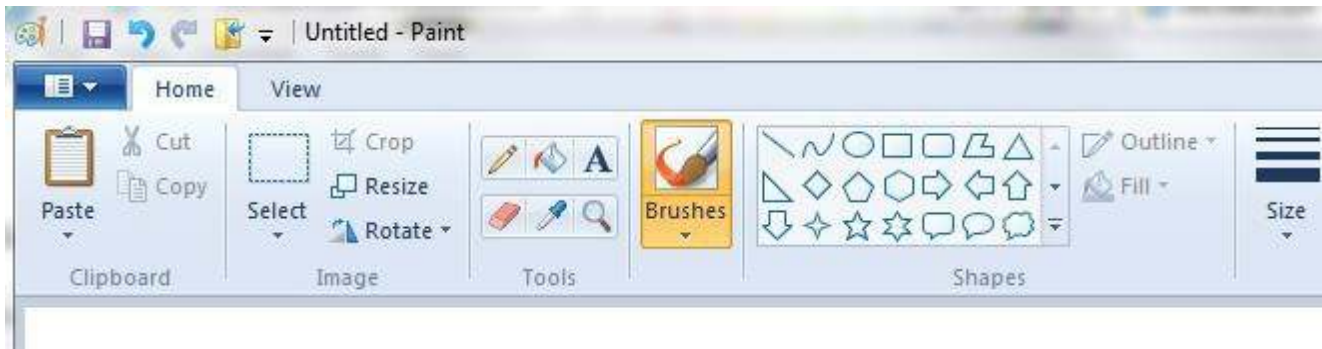 Untitled - Paint
Home View
Cut Crop Outline
A
Copy Resize Fill
Paste Select Brushes Size
Rotate
Clipboard Image Tools Shapes